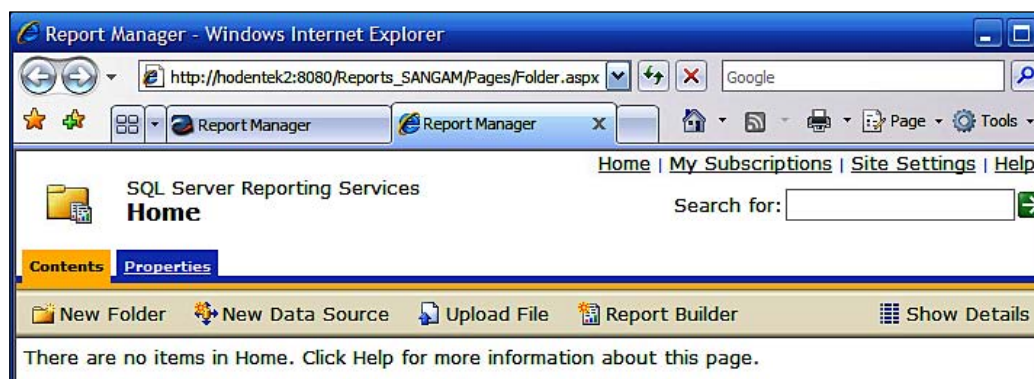 Report Manager - Windows Internet Explorer
http://hodentek2:8080/Reports_SANGAM/Pages/Folder.aspx
Google
Report Manager
Report Manager
Page
Tools
Home | My Subscriptions | Site Settings | Help
SQL Server Reporting Services
Home
Search for:
Contents
Properties
New Folder
New Data Source
Upload File
Report Builder
Show Details
There are no items in Home. Click Help for more information about this page.